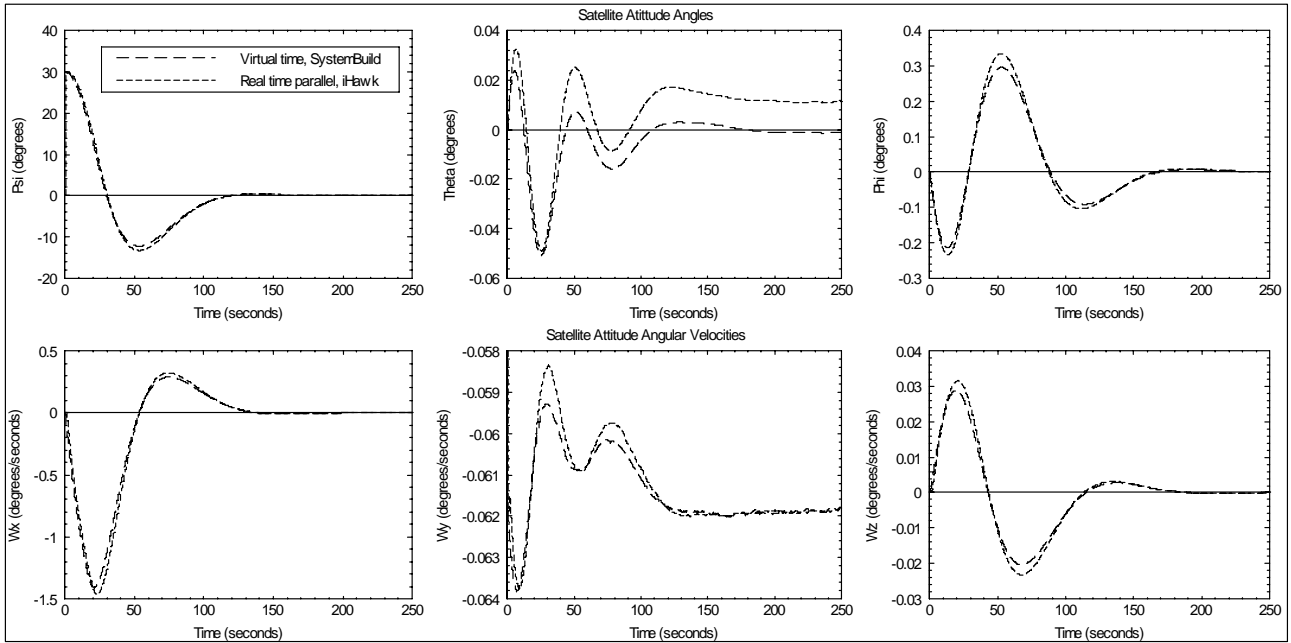 Satellite Atittude Angles
40
30
20
10
0
-10
-20
Psi (degrees)
Virtual time, SystemBuild
Real time parallel, iHawk
0 50 100 150 200 250
Time (seconds)
0.04
0.02
0
-0.02
-0.04
-0.06
Theta (degrees)
0 50 100 150 200 250
Time (seconds)
0.4
0.3
0.2
0.1
0
-0.1
-0.2
-0.3
Phi (degrees)
0 50 100 150 200 250
Time (seconds)
Satellite Attitude Angular Velocities
0.5
0
-0.5
-1
-1.5
Wx (degrees/seconds)
0 50 100 150 200 250
Time (seconds)
-0.058
-0.059
-0.06
-0.061
-0.062
-0.063
-0.064
Wy (degrees/seconds)
0 50 100 150 200 250
Time (seconds)
0.04
0.03
0.02
0.01
0
-0.01
-0.02
-0.03
Wz (degrees/seconds)
0 50 100 150 200 250
Time (seconds)